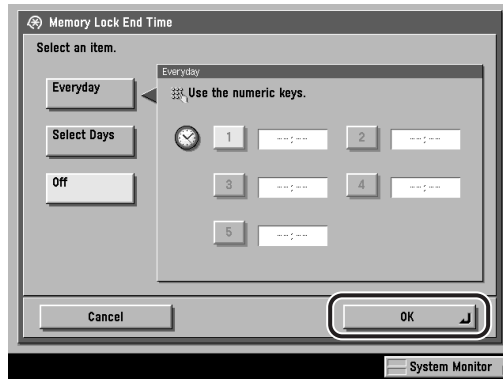 Memory Lock End Time
Select an item.
Everyday
Everyday
Use the numeric keys.
Select Days
1 --:-- 2 --:--
Off
3 --:-- 4 --:--
5 --:--
Cancel OK
System Monitor